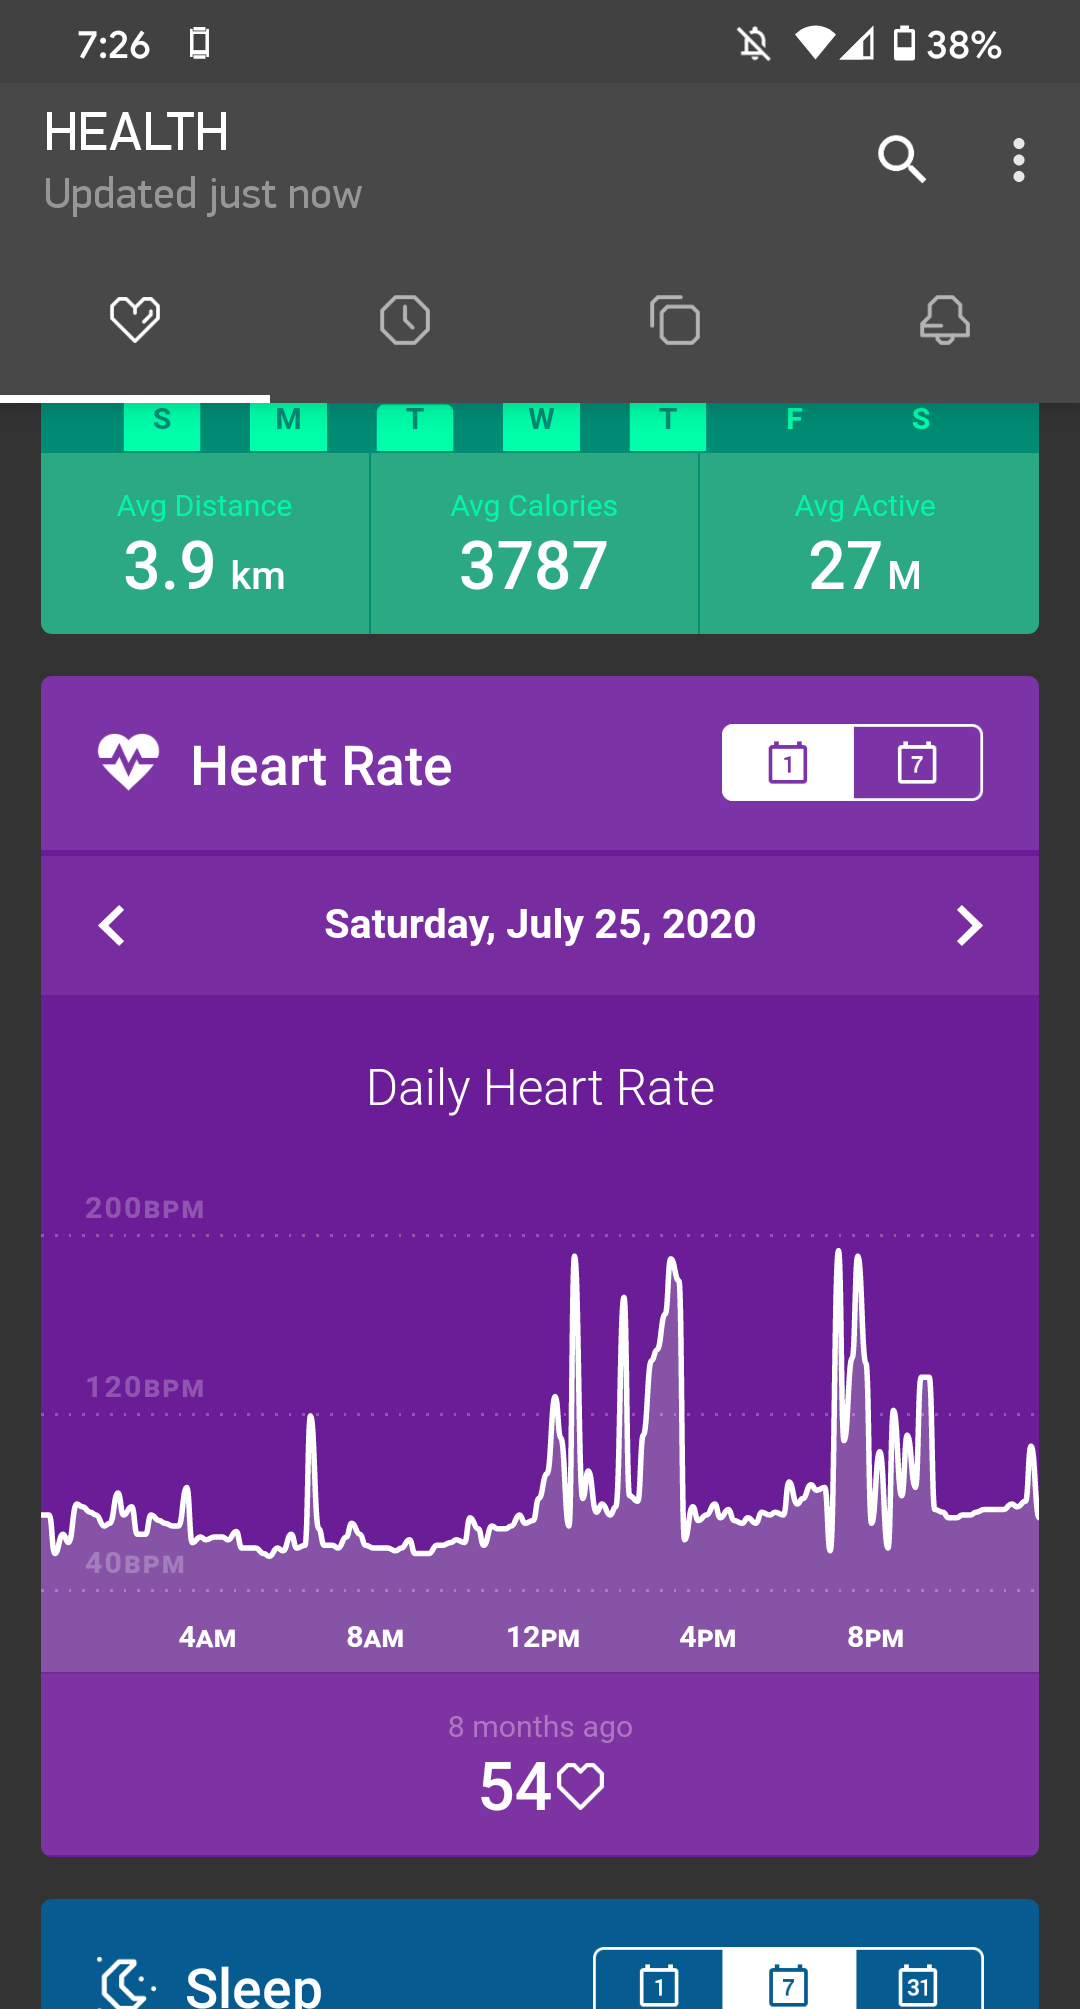 7:26 38%
HEALTH
Updated just now
S M T W T F S
Avg Distance Avg Calories Avg Active
3.9 km 3787 27M
Heart Rate 1 7
Saturday, July 25, 2020
Daily Heart Rate
200BPM
120BPM
40BPM
4AM 8AM 12PM 4PM 8PM
8 months ago
54
Sleep 1 7 31